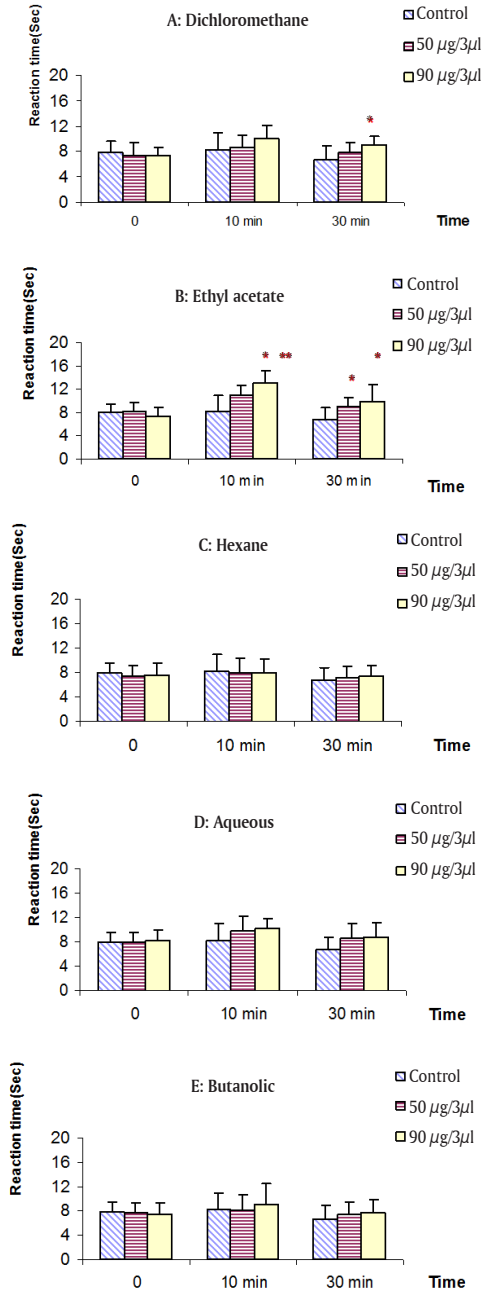 A: Dichloromethane
Control
50 µg/3µl
90 µg/3µl
Reaction time(Sec)
20
16
12
8
4
0
*
0 10 min 30 min Time
B: Ethyl acetate
Control
50 µg/3µl
90 µg/3µl
Reaction time(Sec)
20
16
12
8
4
0
* ** * *
0 10 min 30 min Time
C: Hexane
Control
50 µg/3µl
90 µg/3µl
Reaction time(Sec)
20
16
12
8
4
0
0 10 min 30 min Time
D: Aqueous
Control
50 µg/3µl
90 µg/3µl
Reaction time(Sec)
20
16
12
8
4
0
0 10 min 30 min Time
E: Butanolic
Control
50 µg/3µl
90 µg/3µl
Reaction time(Sec)
20
16
12
8
4
0
0 10 min 30 min Time